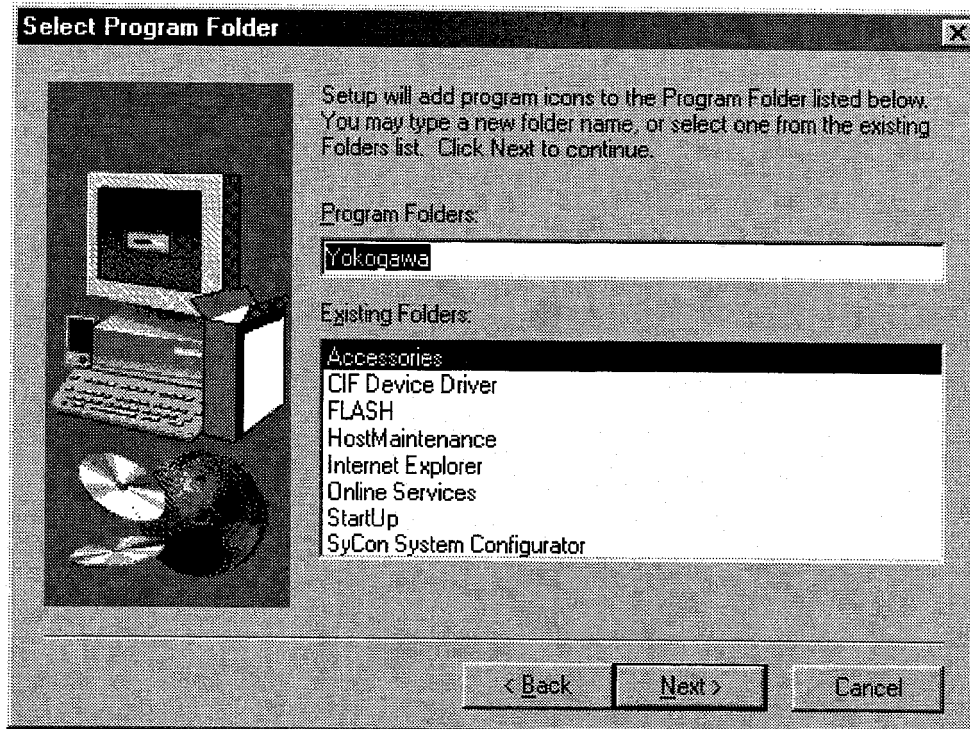 Select Program Folder
Setup will add program icons to the Program Folder listed below.
You may type a new folder name, or select one from the existing
Folders list. Click Next to continue.
Program Folders:
Yokogawa
Existing Folders:
Accessories
CIF Device Driver
FLASH
HostMaintenance
Internet Explorer
Online Services
StartUp
SyCon System Configurator
< Back
Next >
Cancel